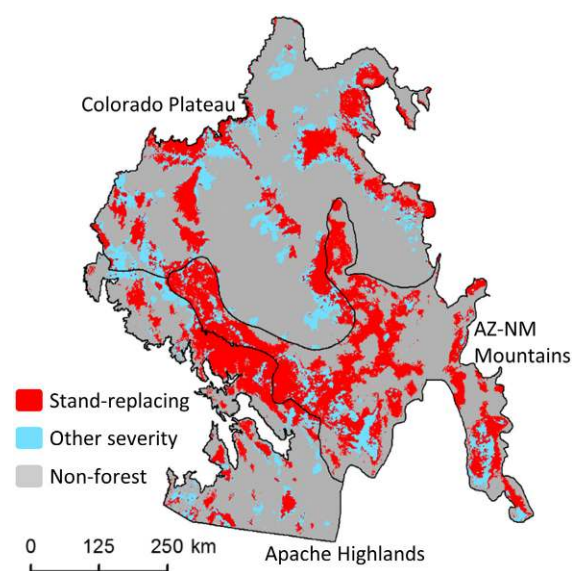 Colorado Plateau
AZ-NM
Mountains
Stand-replacing
Other severity
Non-forest
0 125 250 km
Apache Highlands